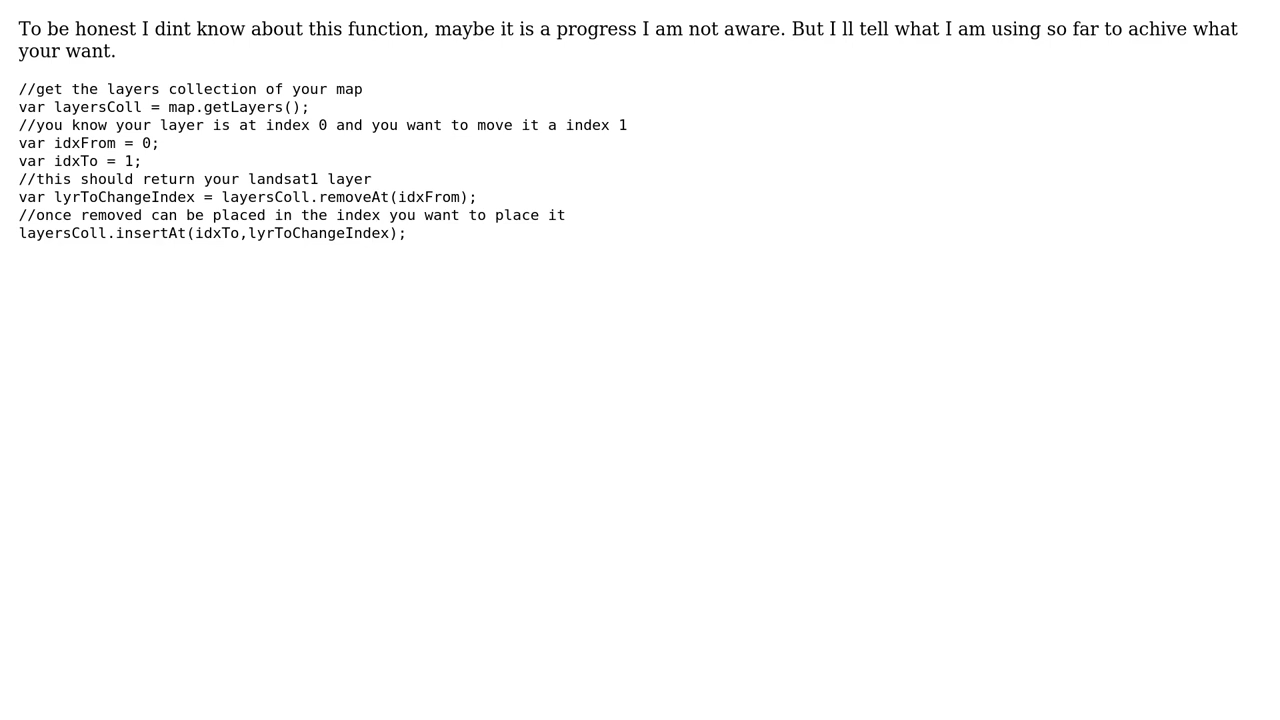 To be honest I dint know about this function, maybe it is a progress I am not aware. But I ll tell what I am using so far to achive what
your want.
//get the layers collection of your map
var layersColl = map.getLayers();
//you know your layer is at index 0 and you want to move it a index 1
var idxFrom = 0;
var idxTo = 1;
//this should return your landsat1 layer
var lyrToChangeIndex = layersColl.removeAt(idxFrom);
//once removed can be placed in the index you want to place it
layersColl.insertAt(idxTo,lyrToChangeIndex);